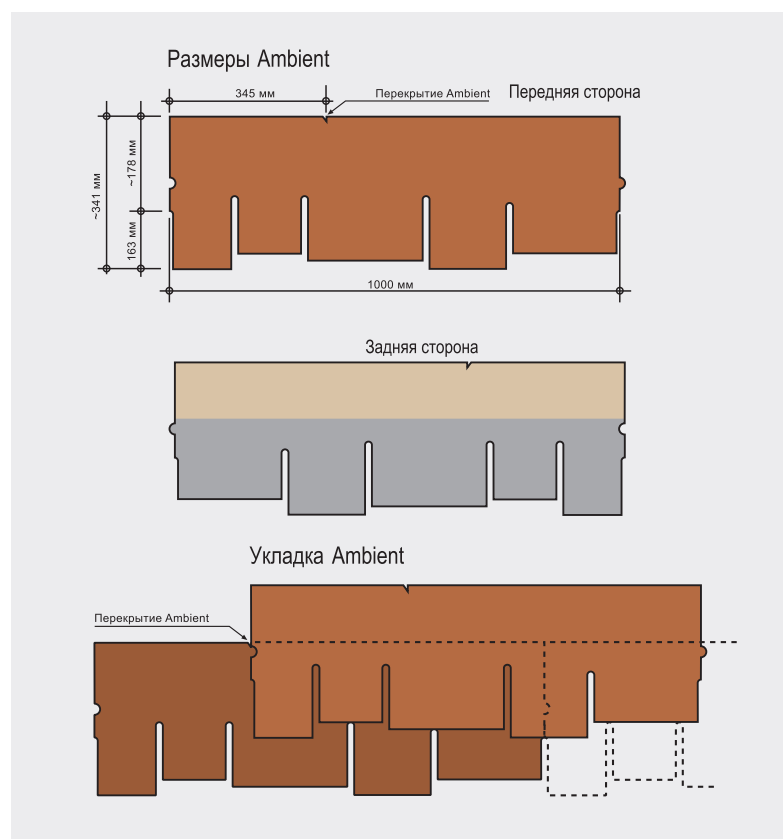 Размеры Ambient
345 мм
Перекрытие Ambient
Передняя сторона
~178 мм
~341 мм
163 мм
1000 мм
Задняя сторона
Укладка Ambient
Перекрытие Ambient